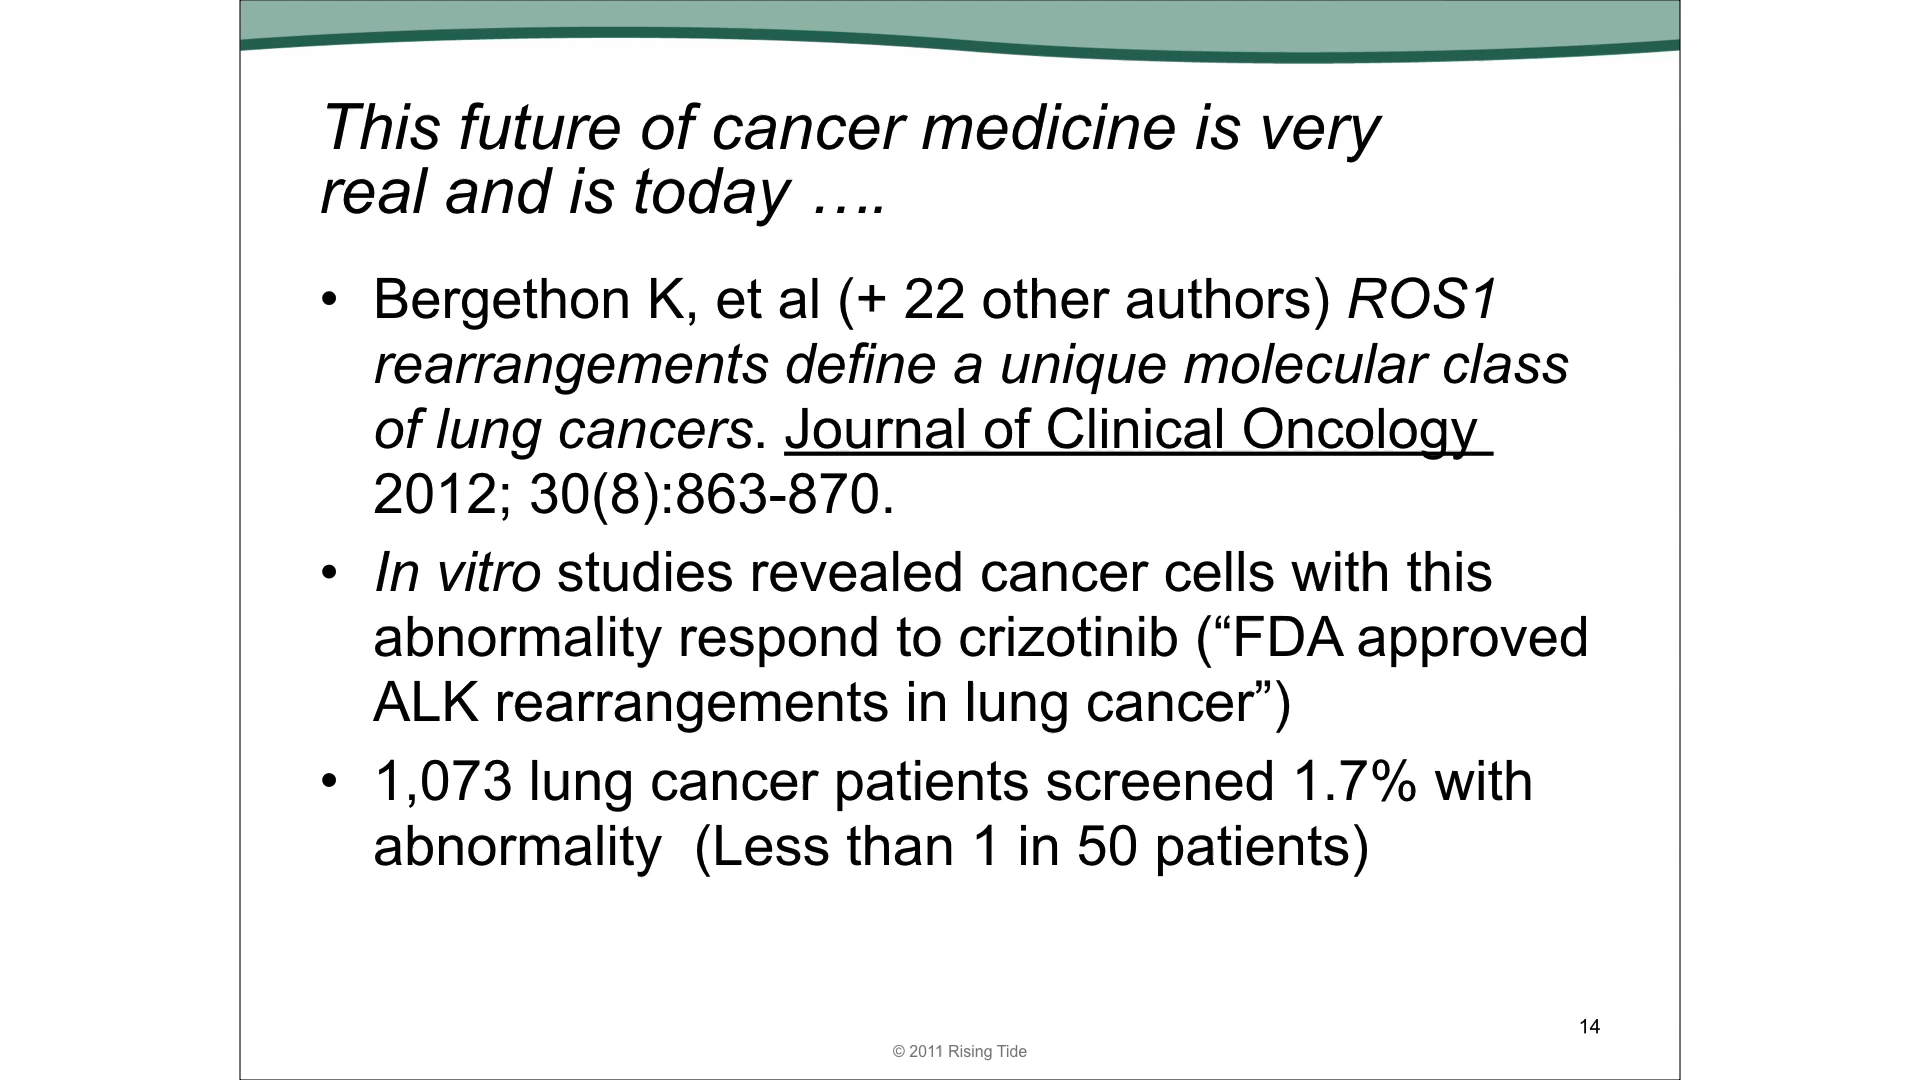 This future of cancer medicine is very
real and is today ….
• Bergethon K, et al (+ 22 other authors) ROS1
rearrangements define a unique molecular class
of lung cancers. Journal of Clinical Oncology
2012; 30(8):863-870.
• In vitro studies revealed cancer cells with this
abnormality respond to crizotinib (“FDA approved
ALK rearrangements in lung cancer”)
• 1,073 lung cancer patients screened 1.7% with
abnormality  (Less than 1 in 50 patients)
14
© 2011 Rising Tide